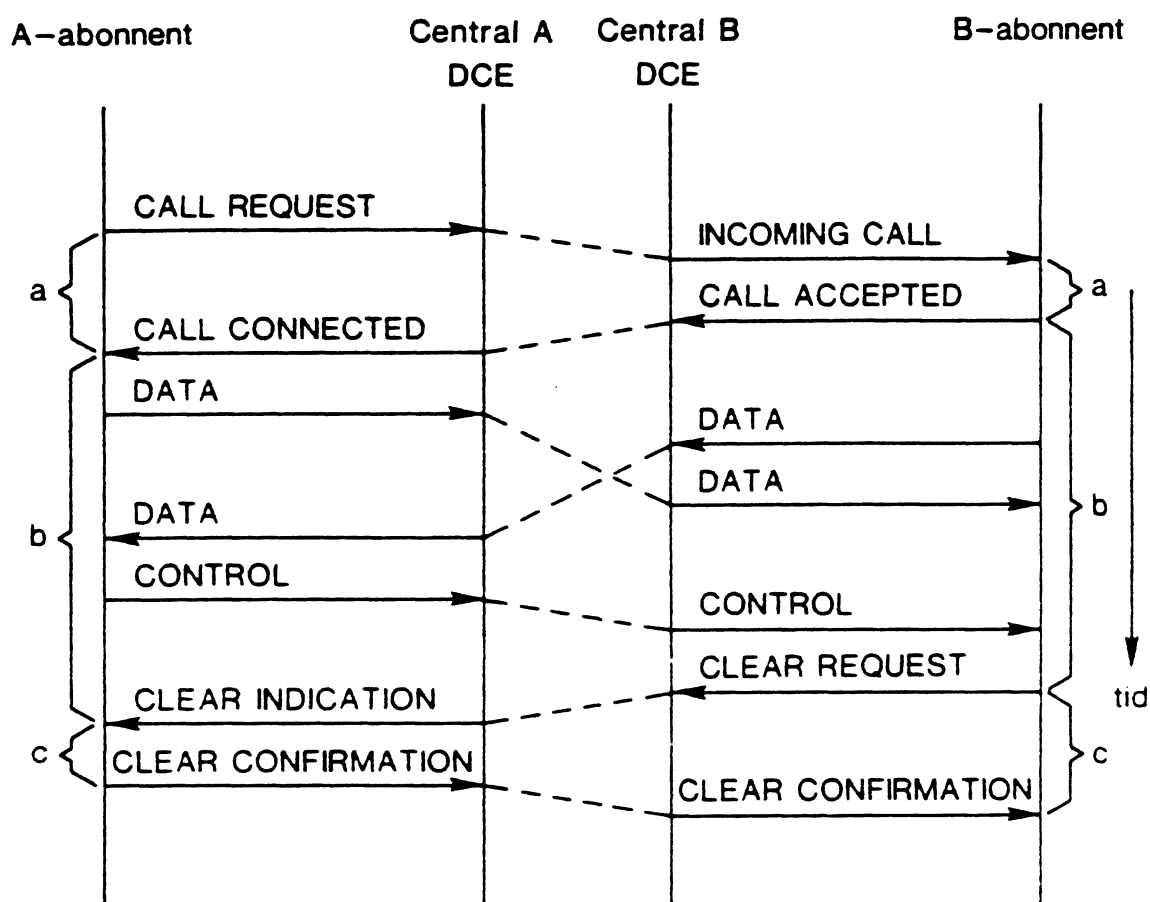 A-abonnent
Central A
DCE
Central B
DCE
B-abonnent
CALL REQUEST
INCOMING CALL
a
CALL ACCEPTED
a
CALL CONNECTED
DATA
DATA
DATA
b
DATA
b
CONTROL
CONTROL
CLEAR REQUEST
CLEAR INDICATION
tid
c
CLEAR CONFIRMATION
c
CLEAR CONFIRMATION